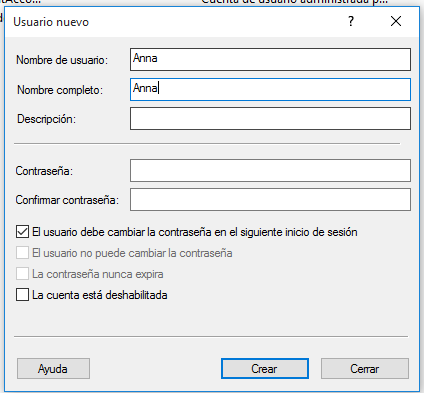 Cuenta de usuario administrada p...
Usuario nuevo
?
Nombre de usuario:
Anna
Nombre completo:
Anna
Descripción:
Contraseña:
Confirmar contraseña:
El usuario debe cambiar la contraseña en el siguiente inicio de sesión
El usuario no puede cambiar la contraseña
La contraseña nunca expira
La cuenta está deshabilitada
Ayuda
Crear
Cerrar